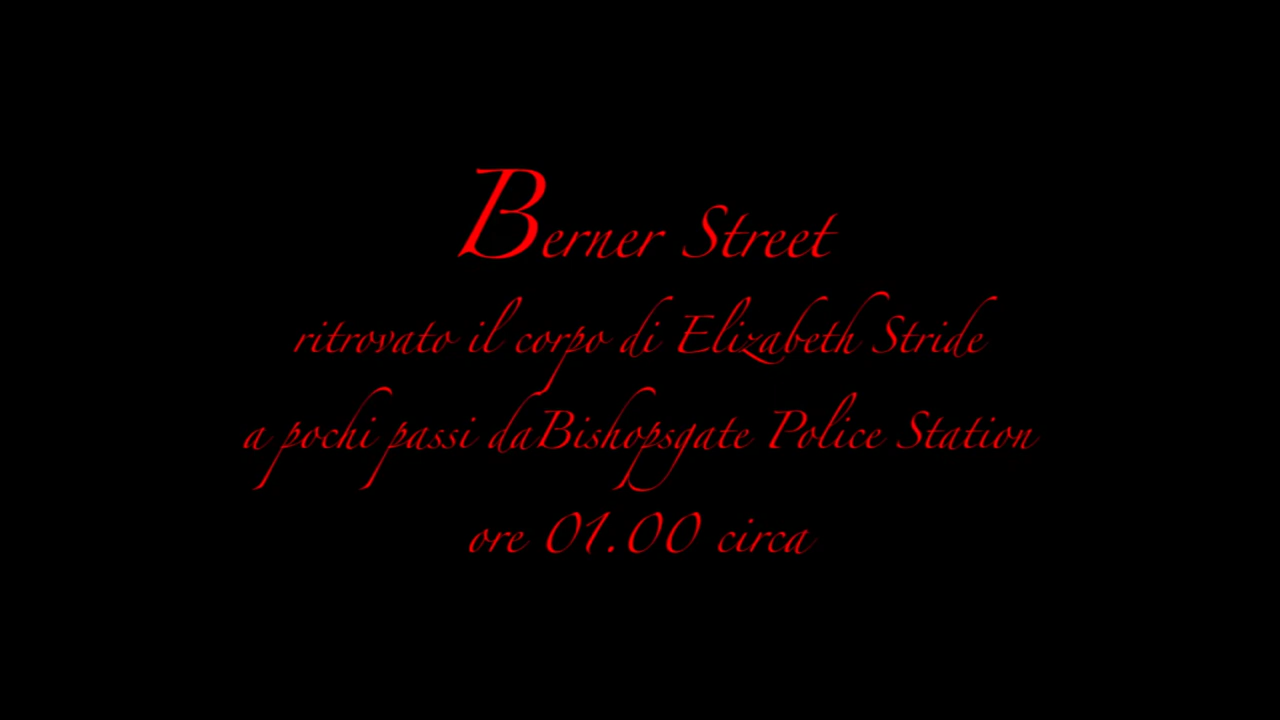 Berner Street
ritrovato il corpo di Elizabeth Stride
a pochi passi daBishopsgate Police Station
ore 01.00 circa